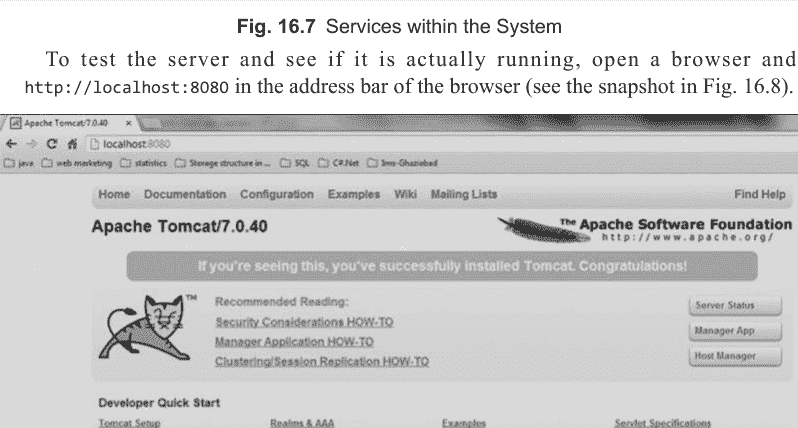 Fig. 16.7 Services within the System
To test the server and see if it is actually running, open a browser and
http://localhost:8080 in the address bar of the browser (see the snapshot in Fig. 16.8).
Apache Tomcat/7.0.40
localhost:8080
java web marketing statistics Storage structure in ... SQL C#.Net Ims-Ghaziabad
Home Documentation Configuration Examples Wiki Mailing Lists Find Help
Apache Tomcat/7.0.40
The Apache Software Foundation
http://www.apache.org/
If you're seeing this, you've successfully installed Tomcat. Congratulations!
TM
Recommended Reading:
Security Considerations HOW-TO
Manager Application HOW-TO
Clustering/Session Replication HOW-TO
Server Status
Manager App
Host Manager
Developer Quick Start
Tomcat Setup Realms & AAA Examples Servlet Specifications